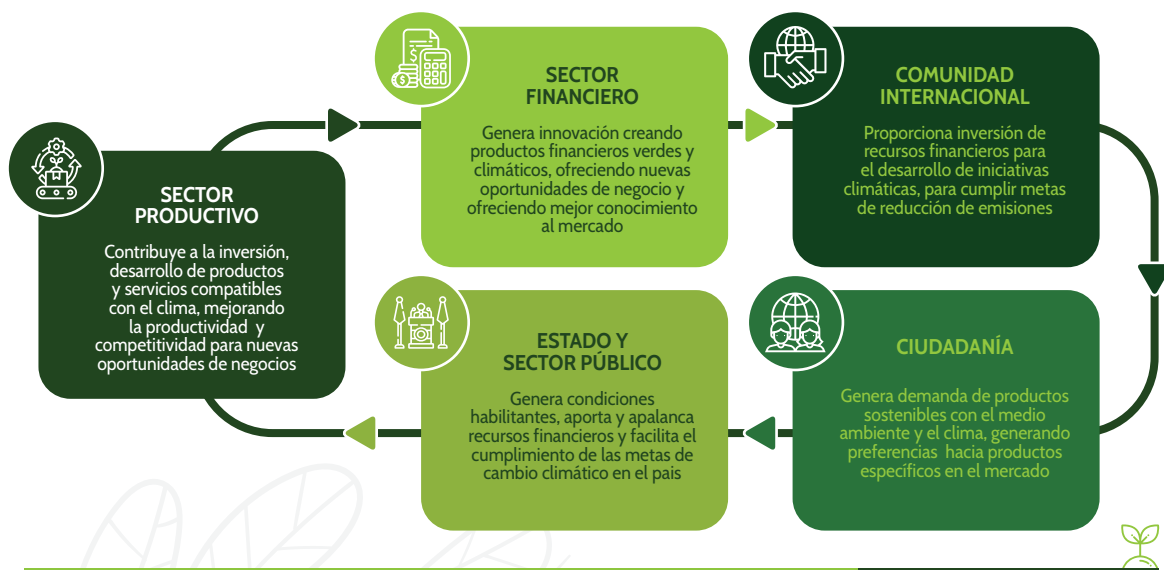 SECTOR
PRODUCTIVO
Contribuye a la inversión,
desarrollo de productos
y servicios compatibles
con el clima, mejorando
la productividad y
competitividad para nuevas
oportunidades de negocios
SECTOR
FINANCIERO
Genera innovación creando
productos financieros verdes y
climáticos, ofreciendo nuevas
oportunidades de negocio y
ofreciendo mejor conocimiento
al mercado
COMUNIDAD
INTERNACIONAL
Proporciona inversión de
recursos financieros para
el desarrollo de iniciativas
climáticas, para cumplir metas
de reducción de emisiones
CIUDADANÍA
Genera demanda de productos
sostenibles con el medio
ambiente y el clima, generando
preferencias hacia productos
específicos en el mercado
ESTADO Y
SECTOR PÚBLICO
Genera condiciones
habilitantes, aporta y apalanca
recursos financieros y facilita el
cumplimiento de las metas de
cambio climático en el pais